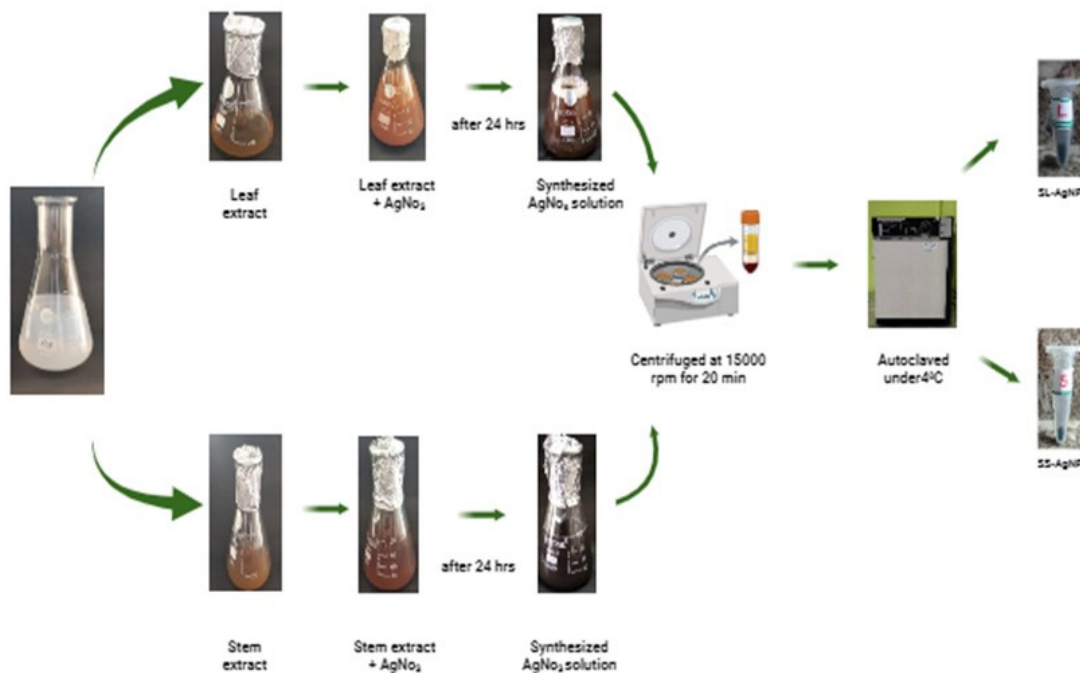 Leaf
extract
Leaf extract
+ AgNo₃
after 24 hrs
Synthesized
AgNo₃ solution
Centrifuged at 15000
rpm for 20 min
Autoclaved
under4⁰C
L
SL-AgNP
S
SS-AgNP
Stem
extract
Stem extract
+ AgNo₃
after 24 hrs
Synthesized
AgNo₃ solution